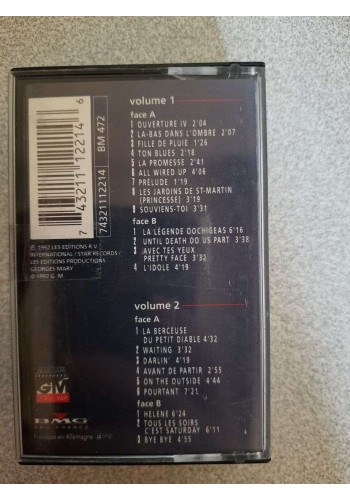 volume 1
face A
1 OUVERTURE IV 2'04
2 LA-BAS DANS L'OMBRE 2'07
3 FILLE DE PLUIE 1'26
4 TON BLUES 2'18
5 LA PROMESSE 2'41
6 ALL WIRED UP 4'06
7 PRELUDE 1'19
8 LES JARDINS DE ST-MARTIN
(PRINCESSE) 3'19
9 SOUVIENS-TOI 3'31
face B
1 LA LÉGENDE OOCHIGEAS 6'16
2 UNTIL DEATH DO US PART 3'38
3 AVEC TES YEUX
PRETTY FACE 3'32
4 L'IDOLE 4'19
volume 2
face A
1 LA BERCEUSE
DU PETIT DIABLE 4'32
2 WAITING 3'32
3 DARLIN' 4'19
4 AVANT DE PARTIR 2'55
5 ON THE OUTSIDE 4'44
6 POURTANT 7'21
face B
1 HELENE 6'24
2 TOUS LES SOIRS
C'EST SATURDAY 6'11
3 BYE BYE 4'55
7 43211 12214 6
74321112214 BM 472
℗ 1992 LES EDITIONS R.V.
INTERNATIONAL / STAR RECORDS /
LES EDITIONS PRODUCTIONS
GEORGES MARY
© 1992 G. M
GM
BMG
Fabriqué en Allemagne